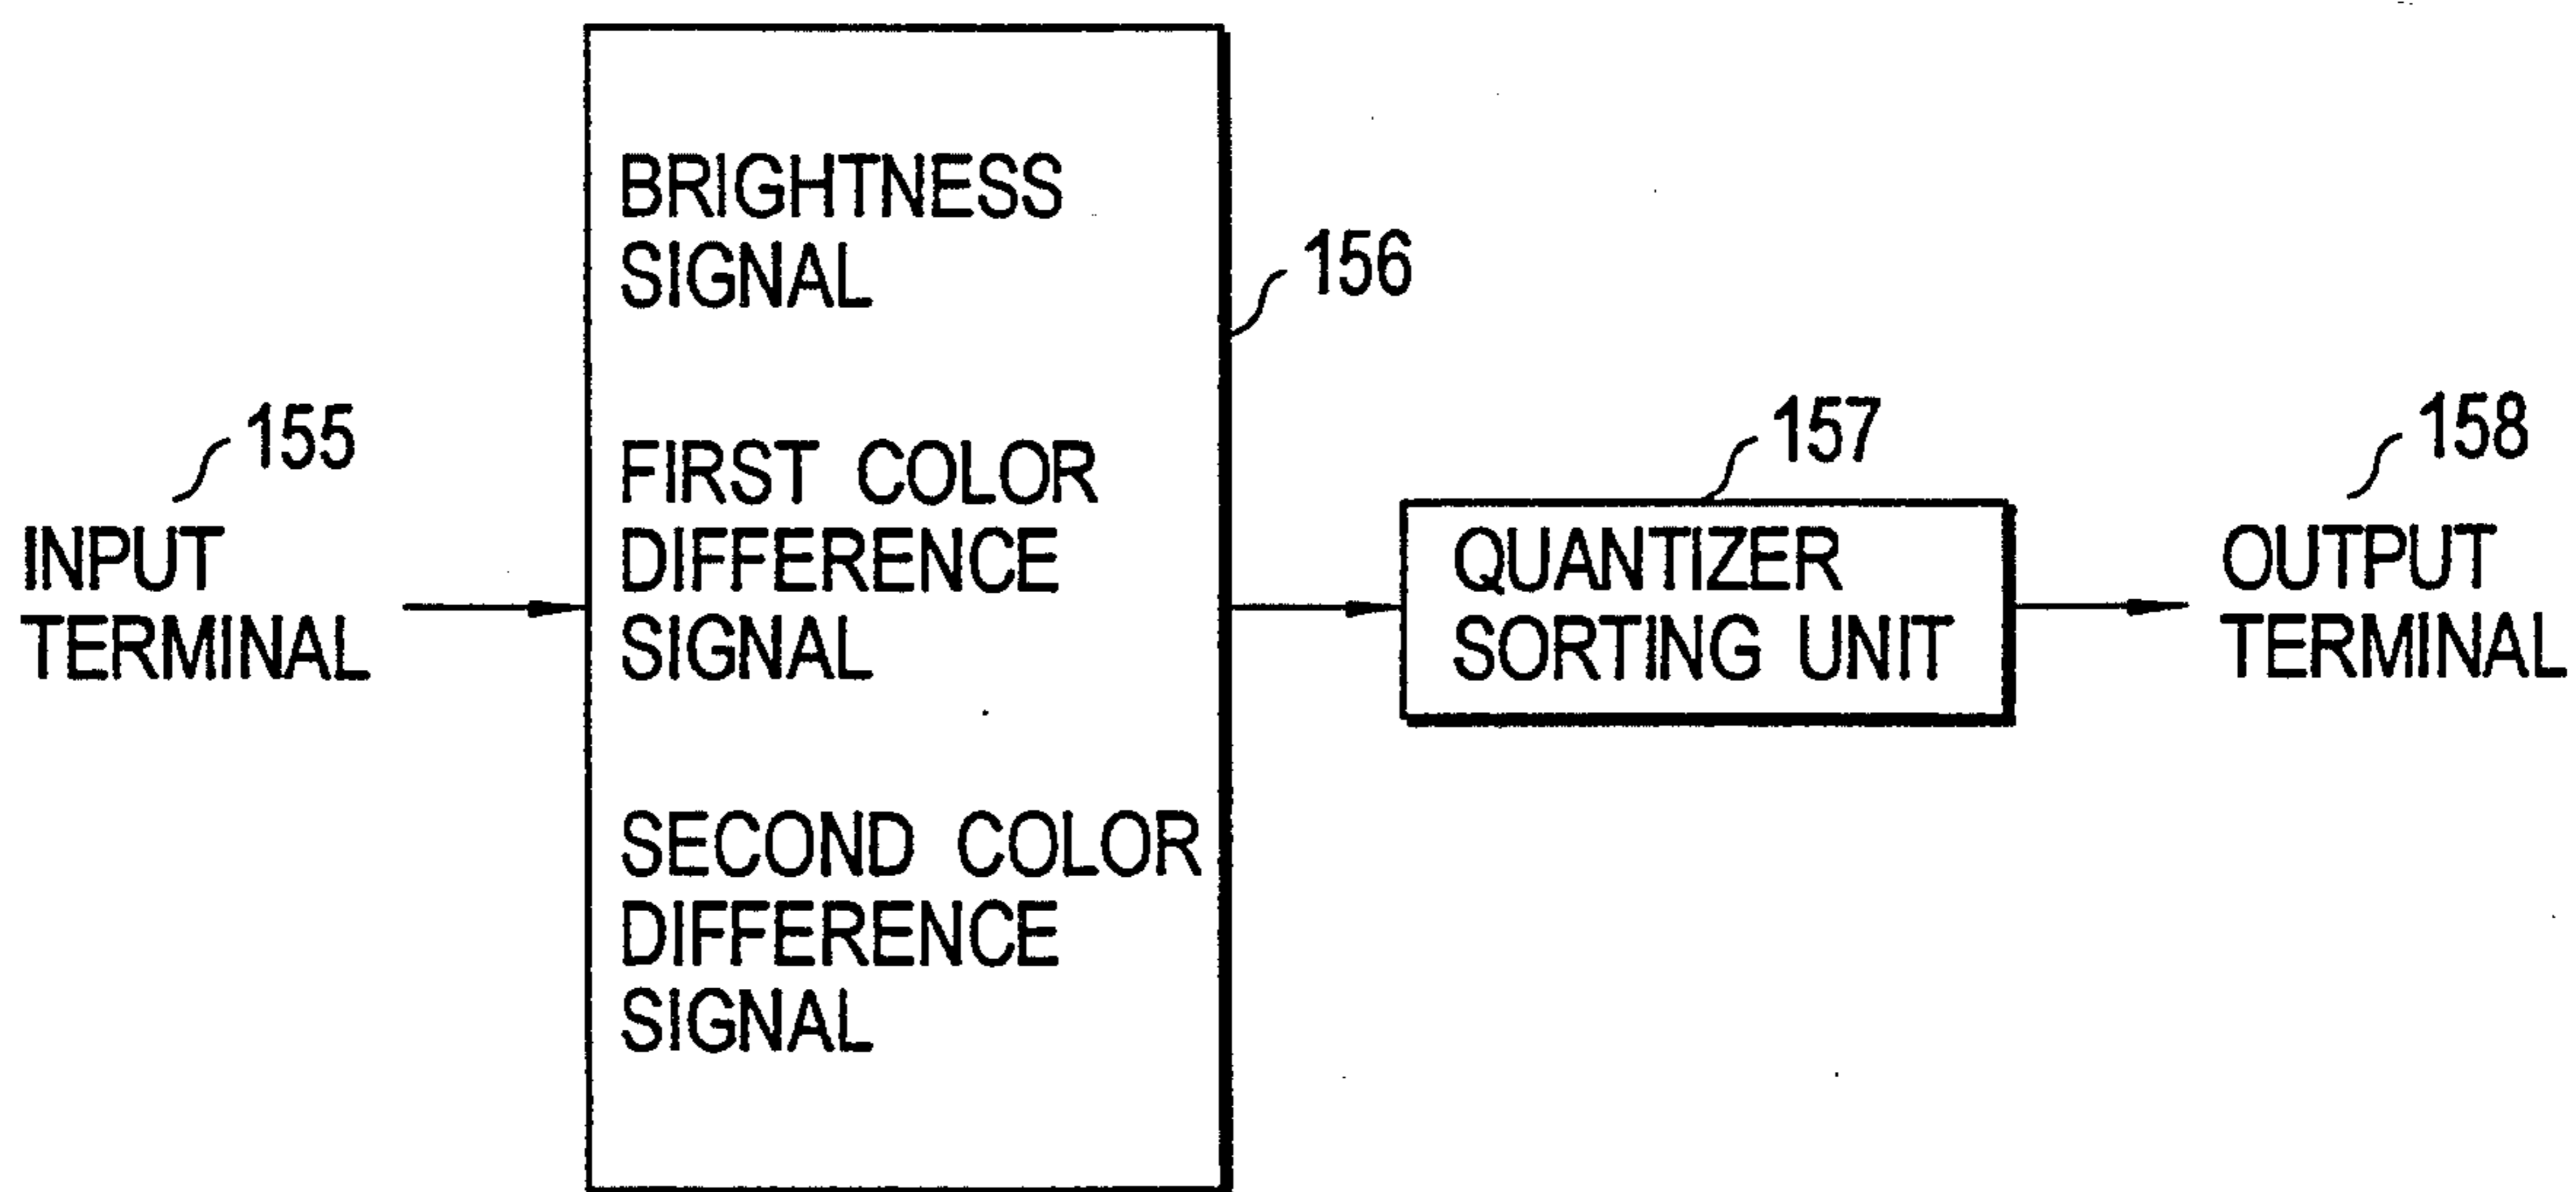 155
INPUT
TERMINAL
BRIGHTNESS
SIGNAL
FIRST COLOR
DIFFERENCE
SIGNAL
SECOND COLOR
DIFFERENCE
SIGNAL
156
157
QUANTIZER
SORTING UNIT
158
OUTPUT
TERMINAL